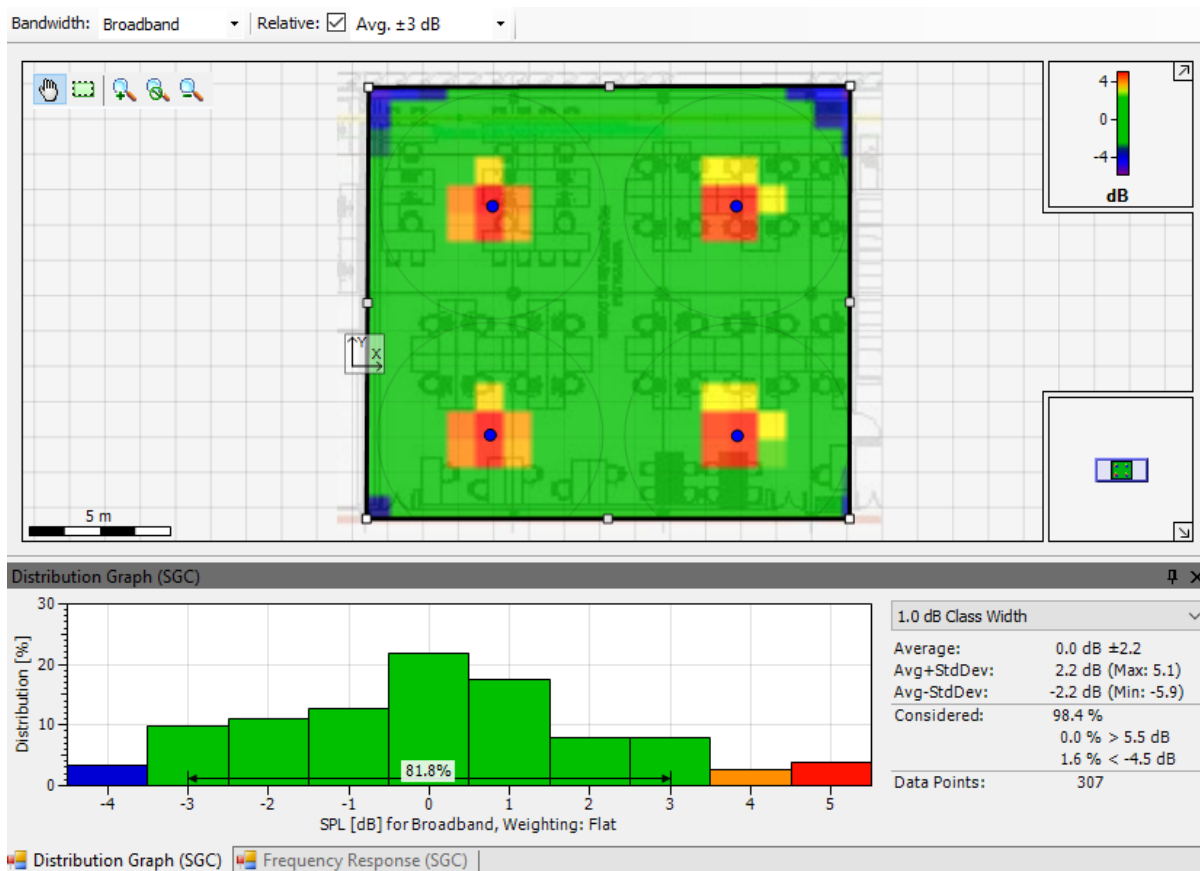 Bandwidth: Broadband Relative: Avg. ±3 dB
4
0
-4
dB
Y
X
5 m
Distribution Graph (SGC)
30
20
10
0
Distribution [%]
81.8%
-4 -3 -2 -1 0 1 2 3 4 5
SPL [dB] for Broadband, Weighting: Flat
1.0 dB Class Width
Average: 0.0 dB ±2.2
Avg+StdDev: 2.2 dB (Max: 5.1)
Avg-StdDev: -2.2 dB (Min: -5.9)
Considered: 98.4 %
0.0 % > 5.5 dB
1.6 % < -4.5 dB
Data Points: 307
Distribution Graph (SGC) Frequency Response (SGC)